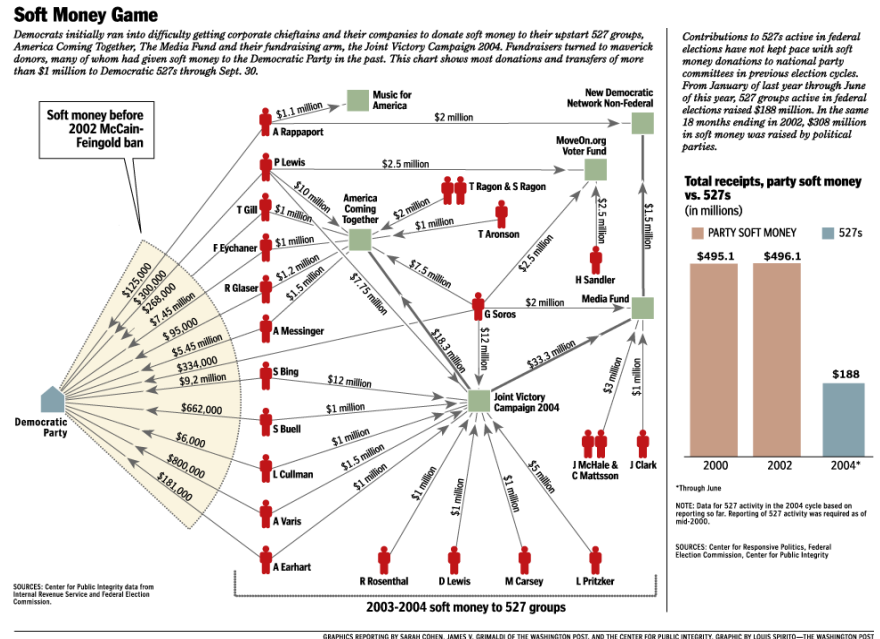 Soft Money Game
Democrats initially ran into difficulty getting corporate chieftains and their companies to donate soft money to their upstart 527 groups,
America Coming Together, The Media Fund and their fundraising arm, the Joint Victory Campaign 2004. Fundraisers turned to maverick
donors, many of whom had given soft money to the Democratic Party in the past. This chart shows most donations and transfers of more
than $1 million to Democratic 527s through Sept. 30.
Soft money before
2002 McCain-
Feingold ban
Democratic
Party
$125,000
$300,000
$268,000
$7.45 million
$95,000
$5.45 million
$334,000
$9.2 million
$662,000
$6,000
$800,000
$181,000
A Rappaport
P Lewis
T Gill
F Eychaner
R Glaser
A Messinger
S Bing
S Buell
L Cullman
A Varis
A Earhart
$1.1 million
Music for
America
$2 million
New Democratic
Network Non-Federal
$2.5 million
MoveOn.org
Voter Fund
$10 million
$1 million
$1 million
$1.2 million
$1.5 million
$7.75 million
America
Coming
Together
T Ragon & S Ragon
$2 million
$1 million
T Aronson
$2.5 million
H Sandler
$1.5 million
$7.5 million
$2.5 million
G Soros
$2 million
Media Fund
$12 million
$18.3 million
$33.3 million
$12 million
$1 million
$1 million
$1.5 million
$1 million
Joint Victory
Campaign 2004
$3 million
$1 million
J McHale &
C Mattsson
J Clark
$1 million
$1 million
$1 million
$5 million
R Rosenthal
D Lewis
M Carsey
L Pritzker
2003-2004 soft money to 527 groups
SOURCES: Center for Public Integrity data from
Internal Revenue Service and Federal Election
Commission.
Contributions to 527s active in federal
elections have not kept pace with soft
money donations to national party
committees in previous election cycles.
From January of last year through June
of this year, 527 groups active in federal
elections raised $188 million. In the same
18 months ending in 2002, $308 million
in soft money was raised by political
parties.
Total receipts, party soft money
vs. 527s
(in millions)
PARTY SOFT MONEY
527s
$495.1
$496.1
$188
2000
2002
2004*
*Through June
NOTE: Data for 527 activity in the 2004 cycle based on
reporting so far. Reporting of 527 activity was required as of
mid-2000.
SOURCES: Center for Responsive Politics, Federal
Election Commission, Center for Public Integrity
GRAPHICS REPORTING BY SARAH COHEN, JAMES V. GRIMALDI OF THE WASHINGTON POST, AND THE CENTER FOR PUBLIC INTEGRITY, GRAPHIC BY LOUIS SPIRITO—THE WASHINGTON POST